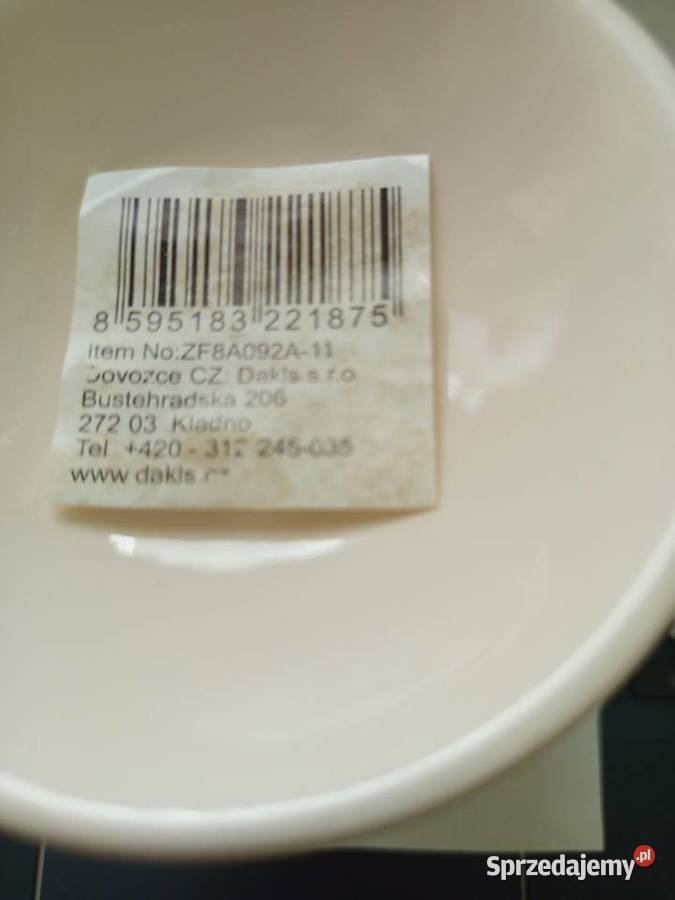 8 595183 221875
Item No:ZF8A092A-11
Dovozce CZ: Dakls s.r.o.
Bustehradska 206
272 03 Kladno
Tel +420 - 312 245-035
www.dakls.cz
Sprzedajemy.pl